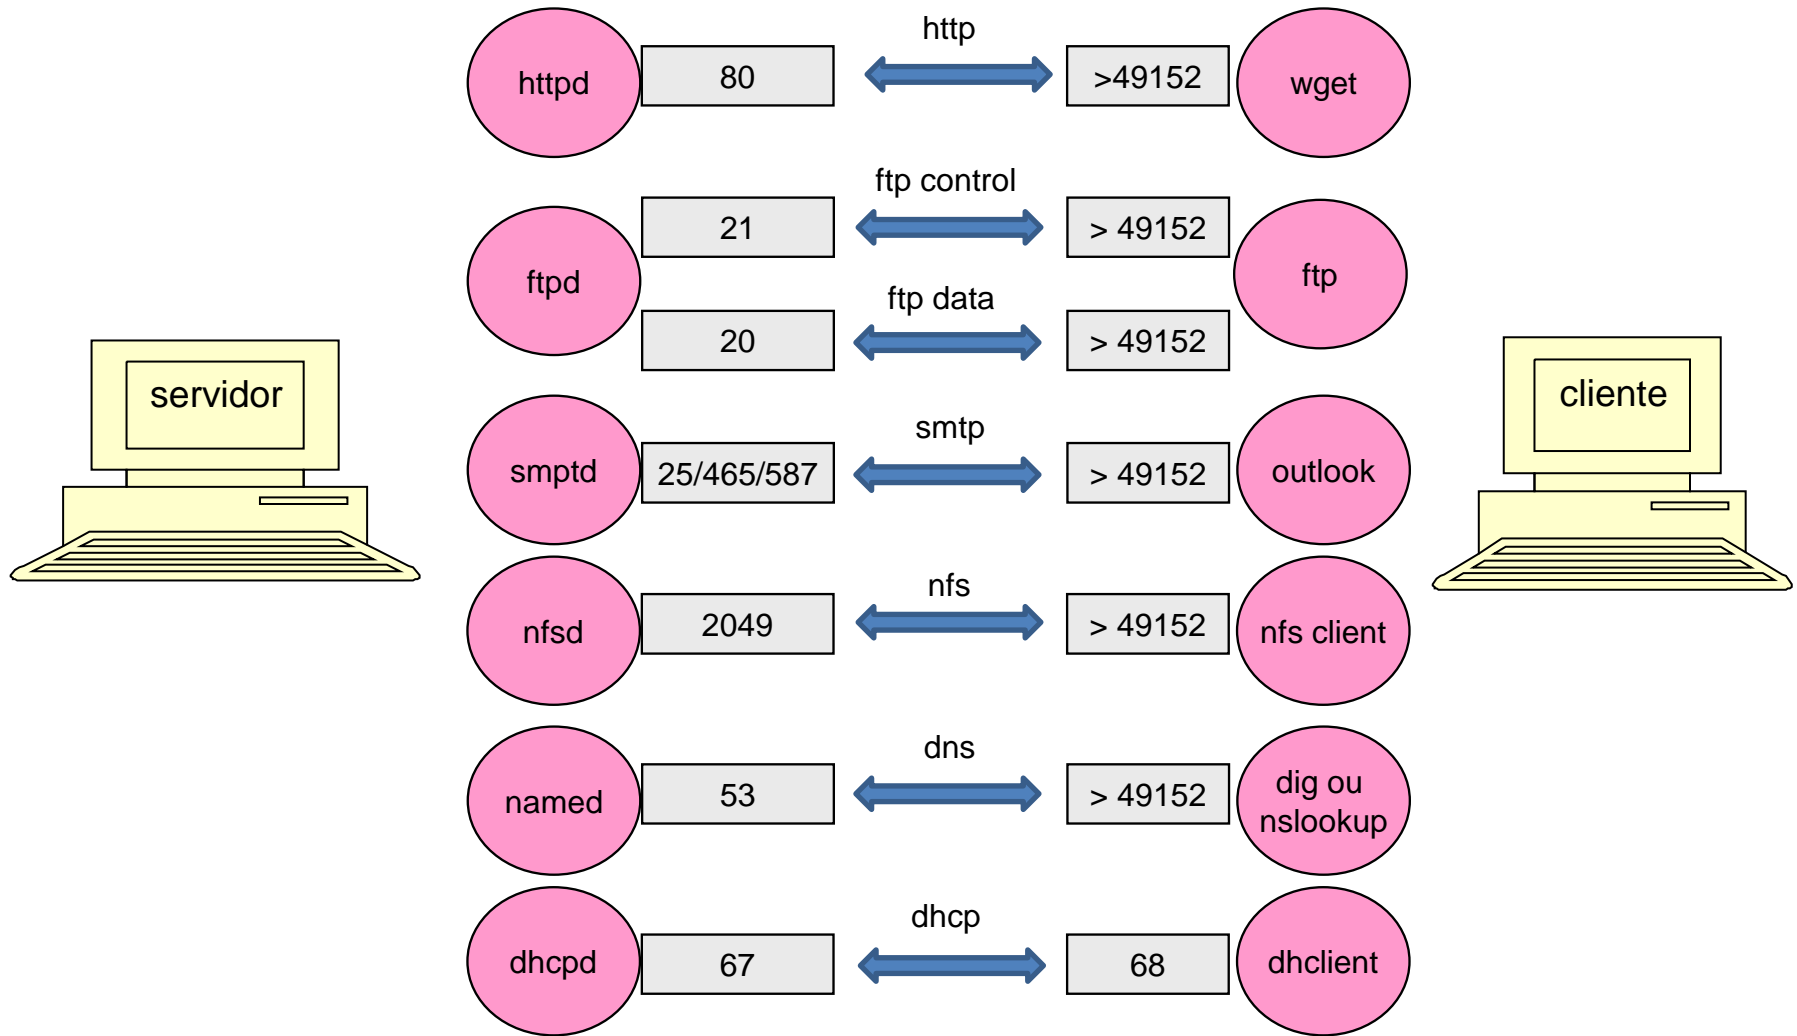 http
httpd
80
>49152
wget
ftp control
21
> 49152
ftpd
ftp
ftp data
20
> 49152
servidor
cliente
smtp
smptd
25/465/587
> 49152
outlook
nfs
nfsd
2049
> 49152
nfs client
dns
named
53
> 49152
dig ou
nslookup
dhcp
dhcpd
67
68
dhclient